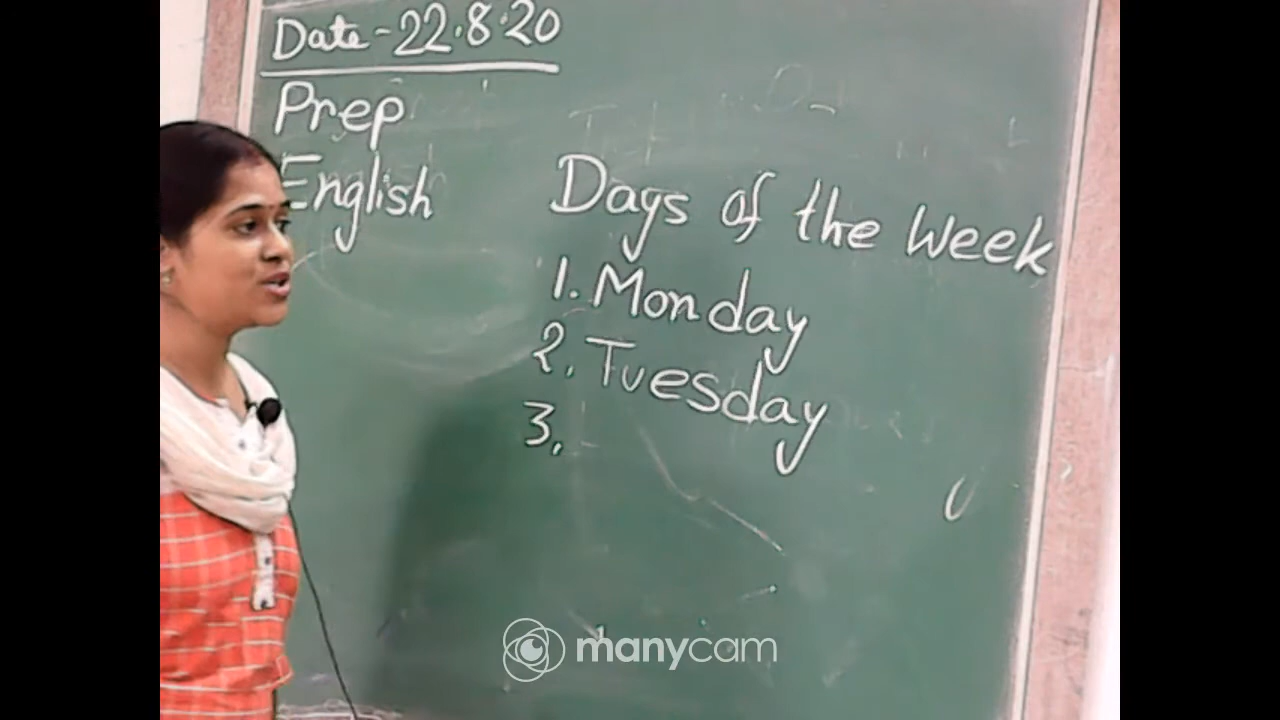 Date - 22.8.20
Prep
English
Days of the Week
1. Monday
2. Tuesday
3.
manycam